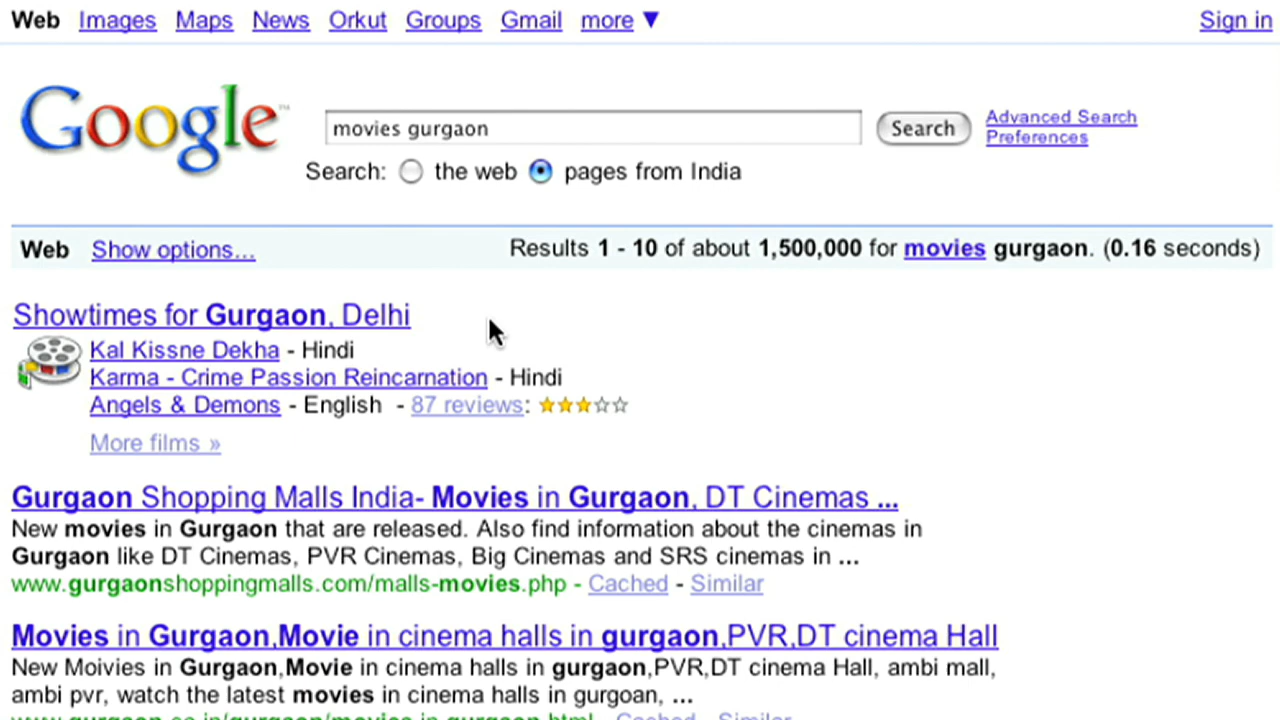 Web Images Maps News Orkut Groups Gmail more ▼ Sign in
Google™
movies gurgaon Search Advanced Search
Preferences
Search: the web pages from India
Web Show options... Results 1 - 10 of about 1,500,000 for movies gurgaon. (0.16 seconds)
Showtimes for Gurgaon, Delhi
Kal Kissne Dekha - Hindi
Karma - Crime Passion Reincarnation - Hindi
Angels & Demons - English - 87 reviews:
More films »
Gurgaon Shopping Malls India- Movies in Gurgaon, DT Cinemas ...
New movies in Gurgaon that are released. Also find information about the cinemas in
Gurgaon like DT Cinemas, PVR Cinemas, Big Cinemas and SRS cinemas in ...
www.gurgaonshoppingmalls.com/malls-movies.php - Cached - Similar
Movies in Gurgaon,Movie in cinema halls in gurgaon,PVR,DT cinema Hall
New Moivies in Gurgaon,Movie in cinema halls in gurgaon,PVR,DT cinema Hall, ambi mall,
ambi pvr, watch the latest movies in cinema halls in gurgoan, ...
Cached - Similar